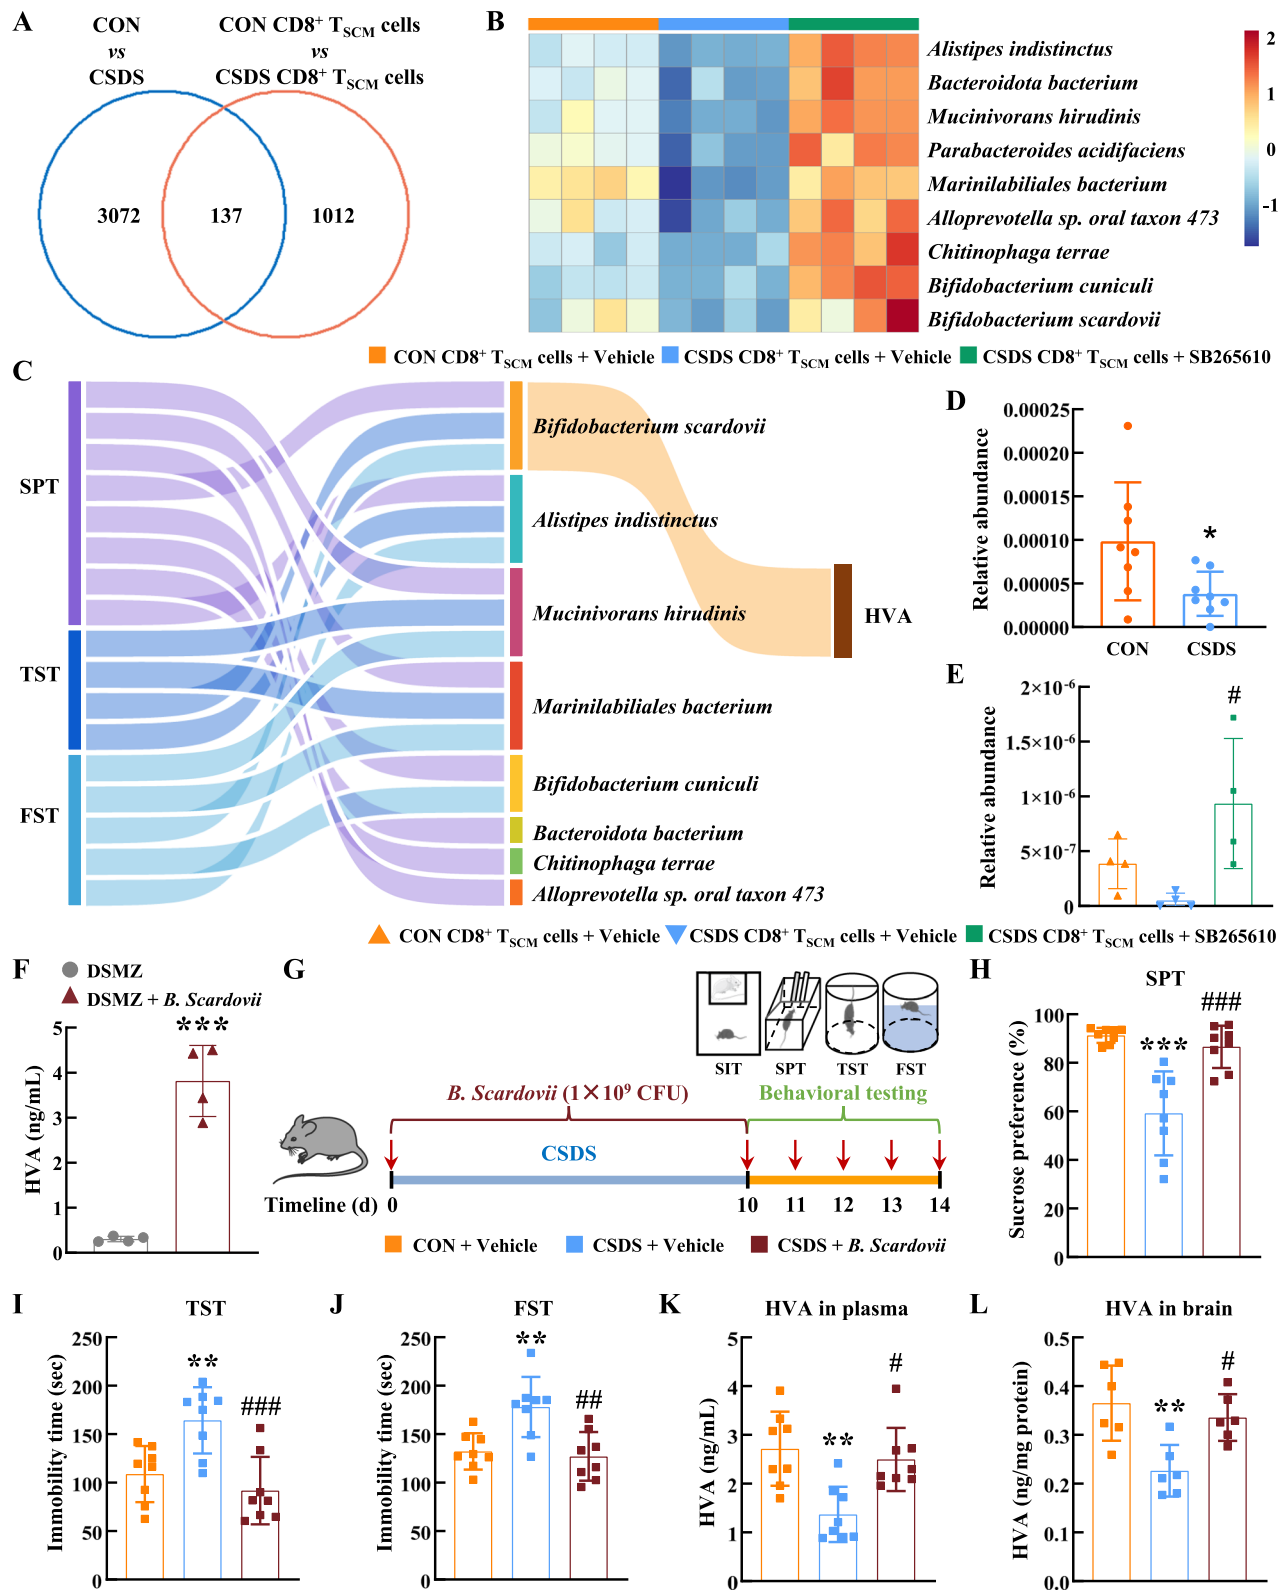 A
CON
vs
CSDS
CON CD8⁺ T_SCM cells
vs
CSDS CD8⁺ T_SCM cells
3072
137
1012
B
Alistipes indistinctus
Bacteroidota bacterium
Mucinivorans hirudinis
Parabacteroides acidifaciens
Marinilabiliales bacterium
Alloprevotella sp. oral taxon 473
Chitinophaga terrae
Bifidobacterium cuniculi
Bifidobacterium scardovii
2
1
0
-1
CON CD8⁺ T_SCM cells + Vehicle
CSDS CD8⁺ T_SCM cells + Vehicle
CSDS CD8⁺ T_SCM cells + SB265610
C
SPT
TST
FST
Bifidobacterium scardovii
Alistipes indistinctus
Mucinivorans hirudinis
Marinilabiliales bacterium
Bifidobacterium cuniculi
Bacteroidota bacterium
Chitinophaga terrae
Alloprevotella sp. oral taxon 473
HVA
D
Relative abundance
0.00025
0.00020
0.00015
0.00010
0.00005
0.00000
*
CON
CSDS
E
Relative abundance
2×10⁻⁶
1.5×10⁻⁶
1×10⁻⁶
5×10⁻⁷
0
#
CON CD8⁺ T_SCM cells + Vehicle
CSDS CD8⁺ T_SCM cells + Vehicle
CSDS CD8⁺ T_SCM cells + SB265610
F
DSMZ
DSMZ + B. Scardovii
HVA (ng/mL)
5
4
3
2
1
0
***
G
SIT
SPT
TST
FST
B. Scardovii (1×10⁹ CFU)
Behavioral testing
CSDS
Timeline (d)
0
10
11
12
13
14
CON + Vehicle
CSDS + Vehicle
CSDS + B. Scardovii
H
SPT
Sucrose preference (%)
100
80
60
40
20
0
***
###
I
TST
Immobility time (sec)
250
200
150
100
50
0
**
###
J
FST
Immobility time (sec)
250
200
150
100
50
0
**
##
K
HVA in plasma
HVA (ng/mL)
5
4
3
2
1
0
**
#
L
HVA in brain
HVA (ng/mg protein)
0.5
0.4
0.3
0.2
0.1
0.0
**
#